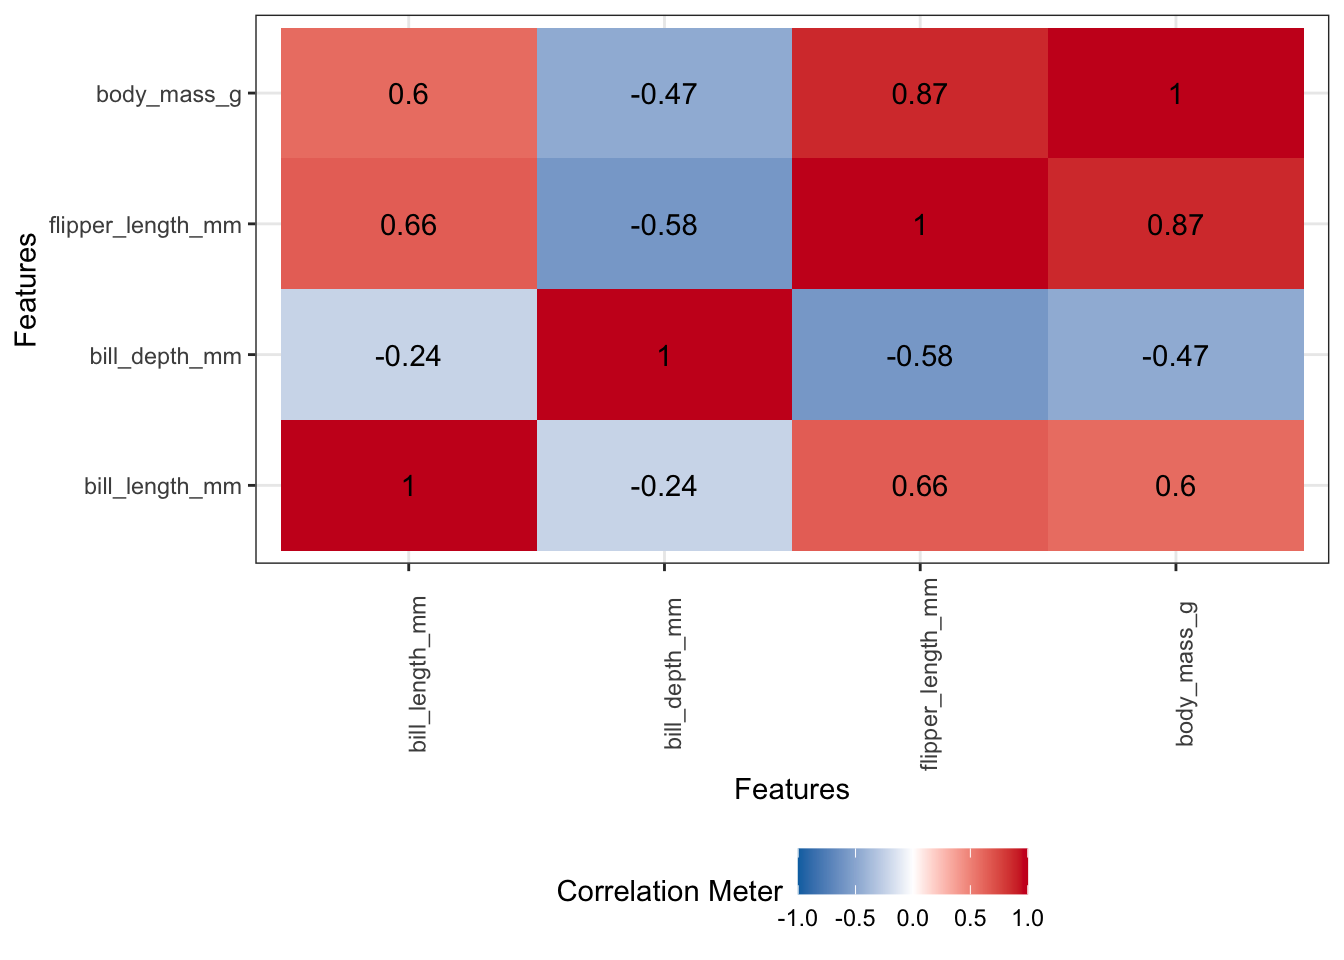 body_mass_g
0.6 -0.47 0.87 1
flipper_length_mm
0.66 -0.58 1 0.87
Features
bill_depth_mm
-0.24 1 -0.58 -0.47
bill_length_mm
1 -0.24 0.66 0.6
bill_length_mm
bill_depth_mm
flipper_length_mm
body_mass_g
Features
Correlation Meter
-1.0 -0.5 0.0 0.5 1.0